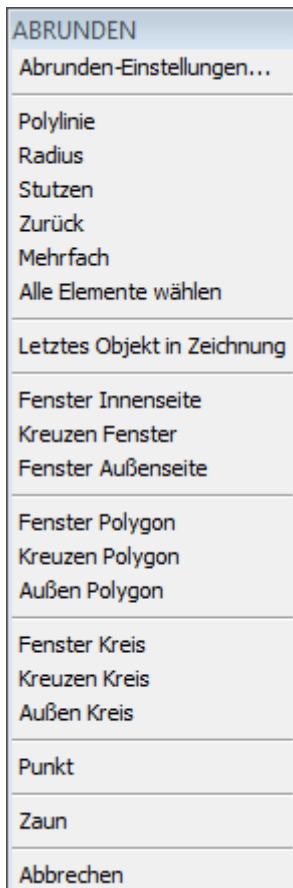 ABRUNDEN
Abrunden-Einstellungen...
Polylinie
Radius
Stutzen
Zurück
Mehrfach
Alle Elemente wählen
Letztes Objekt in Zeichnung
Fenster Innenseite
Kreuzen Fenster
Fenster Außenseite
Fenster Polygon
Kreuzen Polygon
Außen Polygon
Fenster Kreis
Kreuzen Kreis
Außen Kreis
Punkt
Zaun
Abbrechen